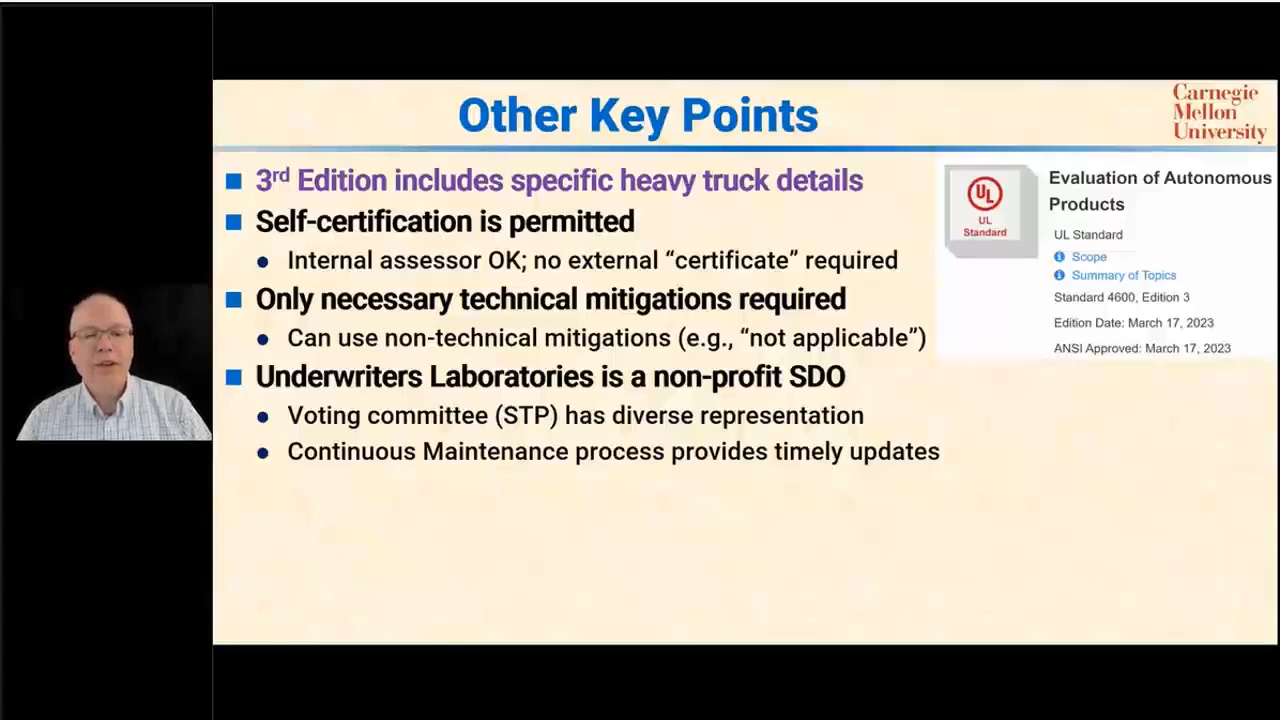 Other Key Points
Carnegie
Mellon
University
3rd Edition includes specific heavy truck details
Self-certification is permitted
Internal assessor OK; no external “certificate” required
Only necessary technical mitigations required
Can use non-technical mitigations (e.g., “not applicable”)
Underwriters Laboratories is a non-profit SDO
Voting committee (STP) has diverse representation
Continuous Maintenance process provides timely updates
UL
UL
Standard
Evaluation of Autonomous
Products
UL Standard
Scope
Summary of Topics
Standard 4600, Edition 3
Edition Date: March 17, 2023
ANSI Approved: March 17, 2023